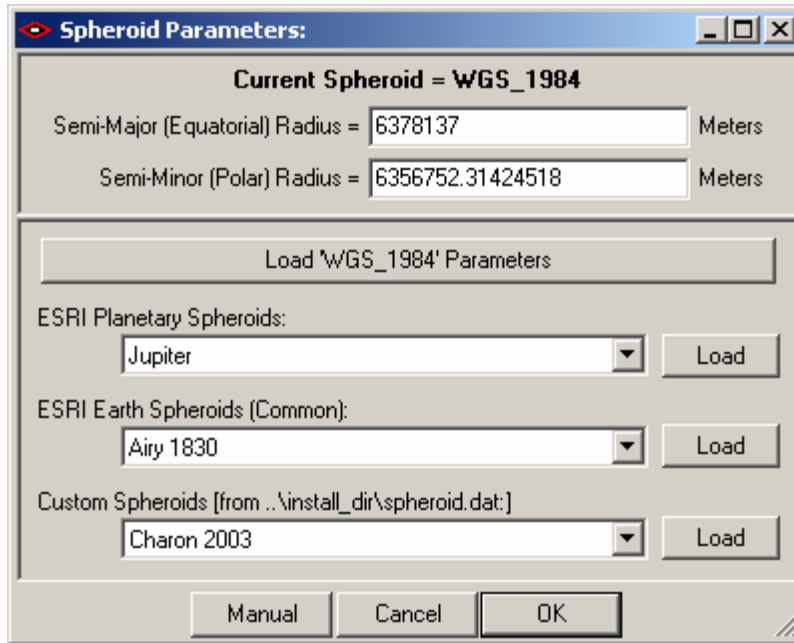 Spheroid Parameters:
Current Spheroid = WGS_1984
Semi-Major (Equatorial) Radius = 6378137 Meters
Semi-Minor (Polar) Radius = 6356752.31424518 Meters
Load 'WGS_1984' Parameters
ESRI Planetary Spheroids:
Jupiter Load
ESRI Earth Spheroids (Common):
Airy 1830 Load
Custom Spheroids [from ..\install_dir\spheroid.dat:]
Charon 2003 Load
Manual Cancel OK